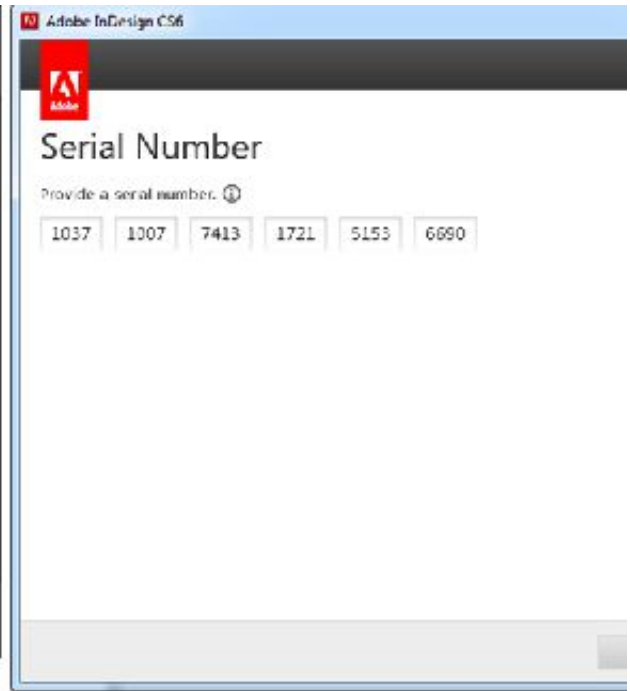 Adobe InDesign CS6
Adobe
Serial Number
Provide a serial number.
1037 1007 7413 1721 5153 6690